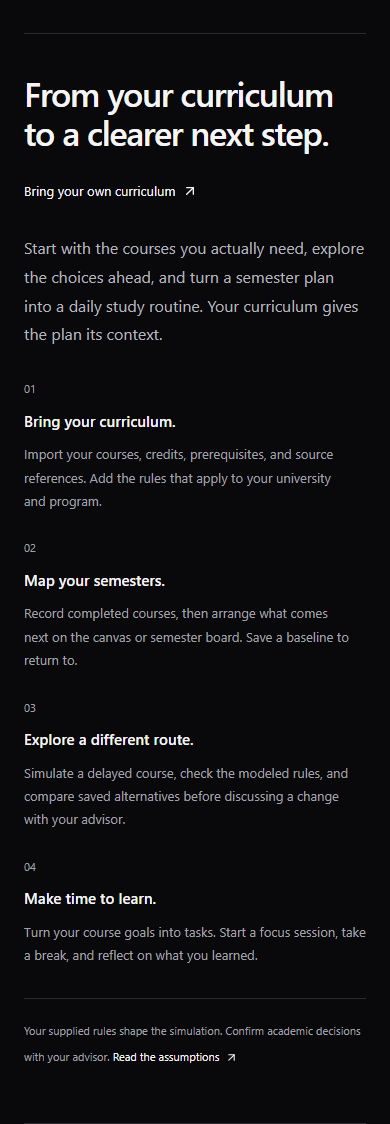 From your curriculum
to a clearer next step.
Bring your own curriculum ↗
Start with the courses you actually need, explore
the choices ahead, and turn a semester plan
into a daily study routine. Your curriculum gives
the plan its context.
01
Bring your curriculum.
Import your courses, credits, prerequisites, and source
references. Add the rules that apply to your university
and program.
02
Map your semesters.
Record completed courses, then arrange what comes
next on the canvas or semester board. Save a baseline to
return to.
03
Explore a different route.
Simulate a delayed course, check the modeled rules, and
compare saved alternatives before discussing a change
with your advisor.
04
Make time to learn.
Turn your course goals into tasks. Start a focus session, take
a break, and reflect on what you learned.
Your supplied rules shape the simulation. Confirm academic decisions
with your advisor. Read the assumptions ↗